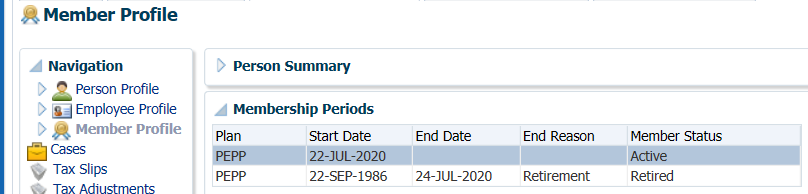 Member Profile
Navigation
Person Profile
Employee Profile
Member Profile
Cases
Tax Slips
Tax Adjustments
Person Summary
Membership Periods
Plan Start Date End Date End Reason Member Status
PEPP 22-JUL-2020 Active
PEPP 22-SEP-1986 24-JUL-2020 Retirement Retired